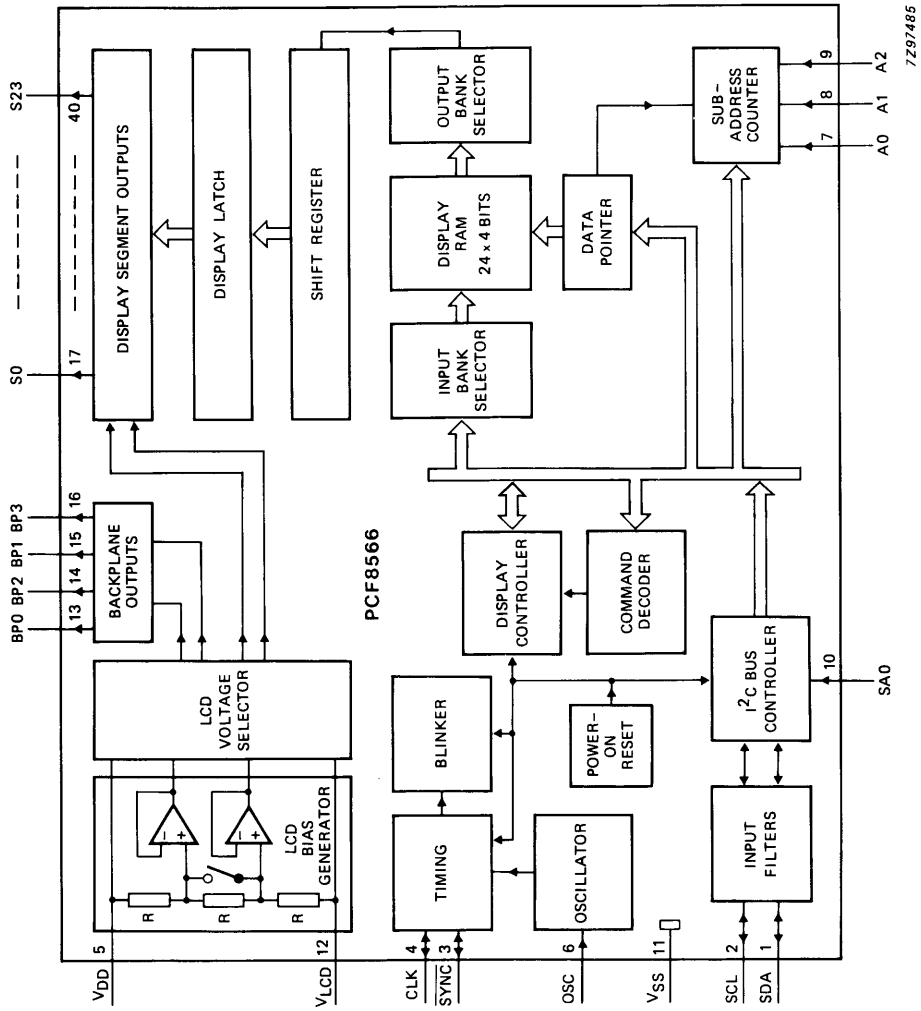 S23
40
S0
17
DISPLAY SEGMENT OUTPUTS
DISPLAY LATCH
SHIFT REGISTER
BP3
16
BP1
15
BP2
14
BP0
13
BACKPLANE
OUTPUTS
LCD
VOLTAGE
SELECTOR
LCD
BIAS
GENERATOR
R
R
R
-
+
-
+
VDD
5
VLCD
12
PCF8566
INPUT
BANK
SELECTOR
DISPLAY
RAM
24 x 4 BITS
OUTPUT
BANK
SELECTOR
DISPLAY
CONTROLLER
COMMAND
DECODER
DATA
POINTER
SUB-
ADDRESS
COUNTER
BLINKER
TIMING
OSCILLATOR
POWER-
ON
RESET
I²C BUS
CONTROLLER
INPUT
FILTERS
CLK
4
SYNC
3
OSC
6
VSS
11
SCL
2
SDA
1
10
SA0
7
A0
8
A1
9
A2
7Z97485